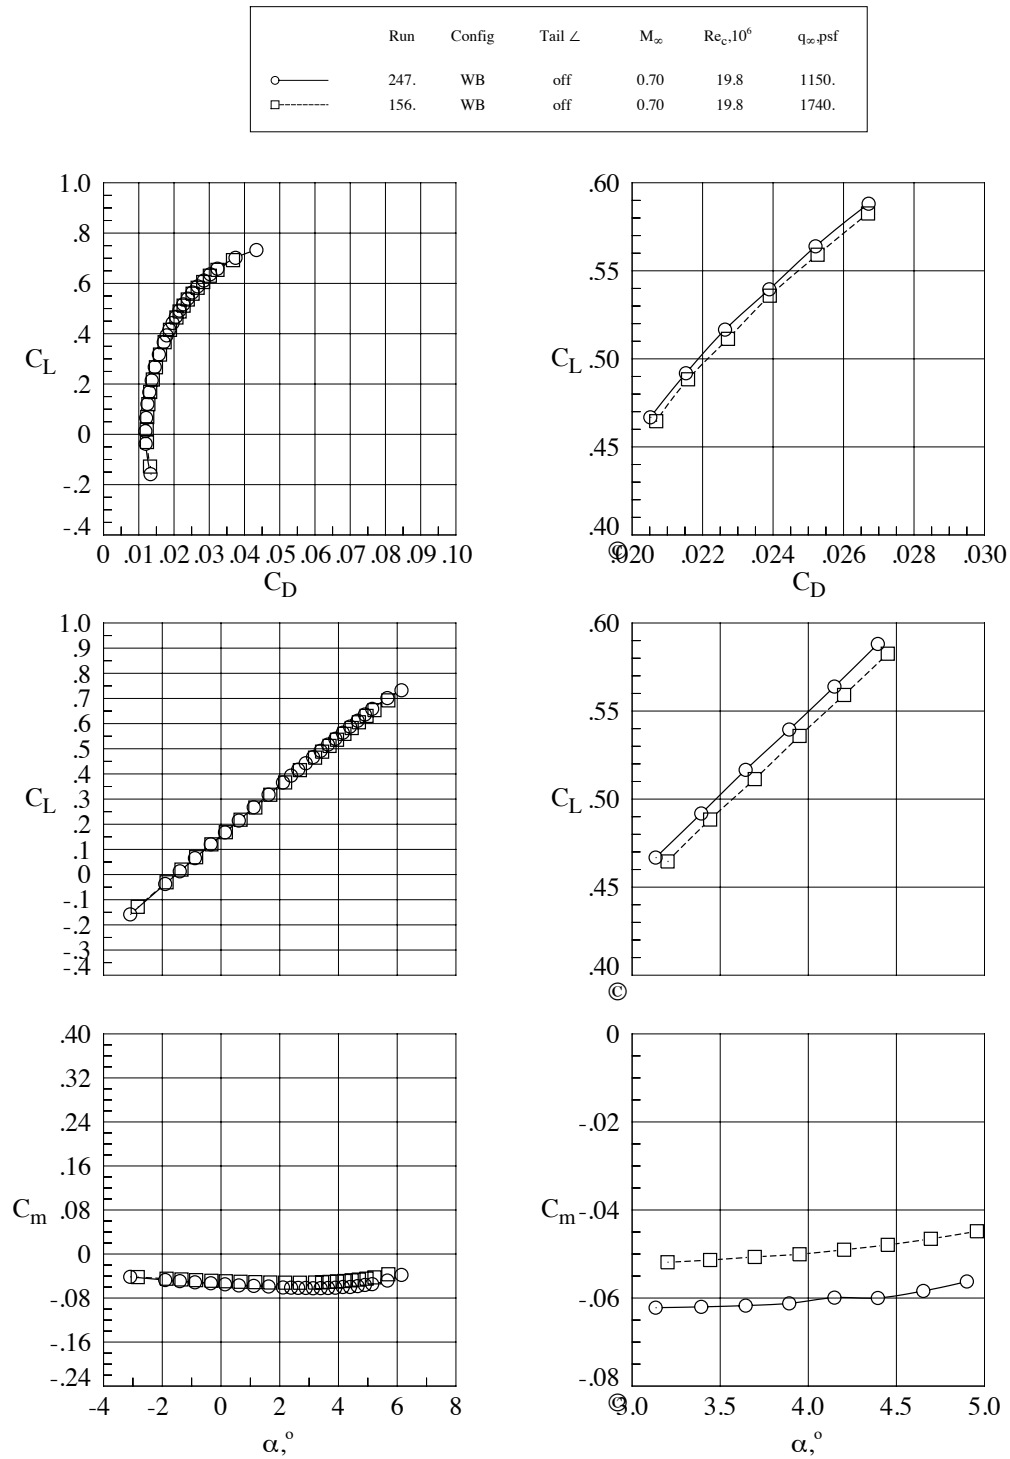 Run Config Tail ∠ M∞ Rec,10⁶ q∞,psf
247. WB off 0.70 19.8 1150.
156. WB off 0.70 19.8 1740.
1.0
.8
.6
.4
.2
0
-.2
-.4
CL
0 .01 .02 .03 .04 .05 .06 .07 .08 .09 .10
CD
.60
.55
.50
.45
.40
CL
©
.020 .022 .024 .026 .028 .030
CD
1.0
.9
.8
.7
.6
.5
.4
.3
.2
.1
0
-.1
-.2
-.3
-.4
CL
.60
.55
.50
.45
.40
CL
©
.40
.32
.24
.16
.08
0
-.08
-.16
-.24
Cm
-4 -2 0 2 4 6 8
α,°
0
-.02
-.04
-.06
-.08
Cm
©
3.0 3.5 4.0 4.5 5.0
α,°